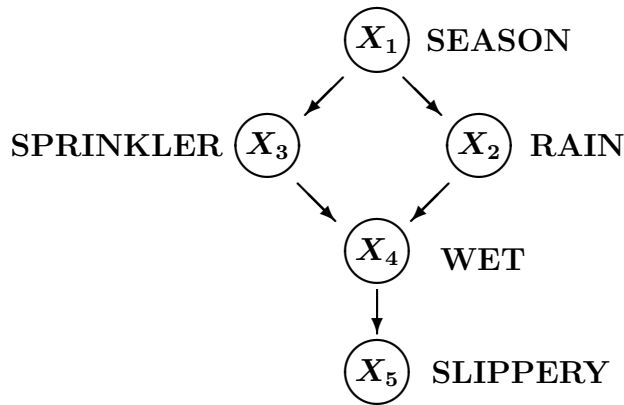 X₁ SEASON
SPRINKLER X₃ X₂ RAIN
X₄ WET
X₅ SLIPPERY